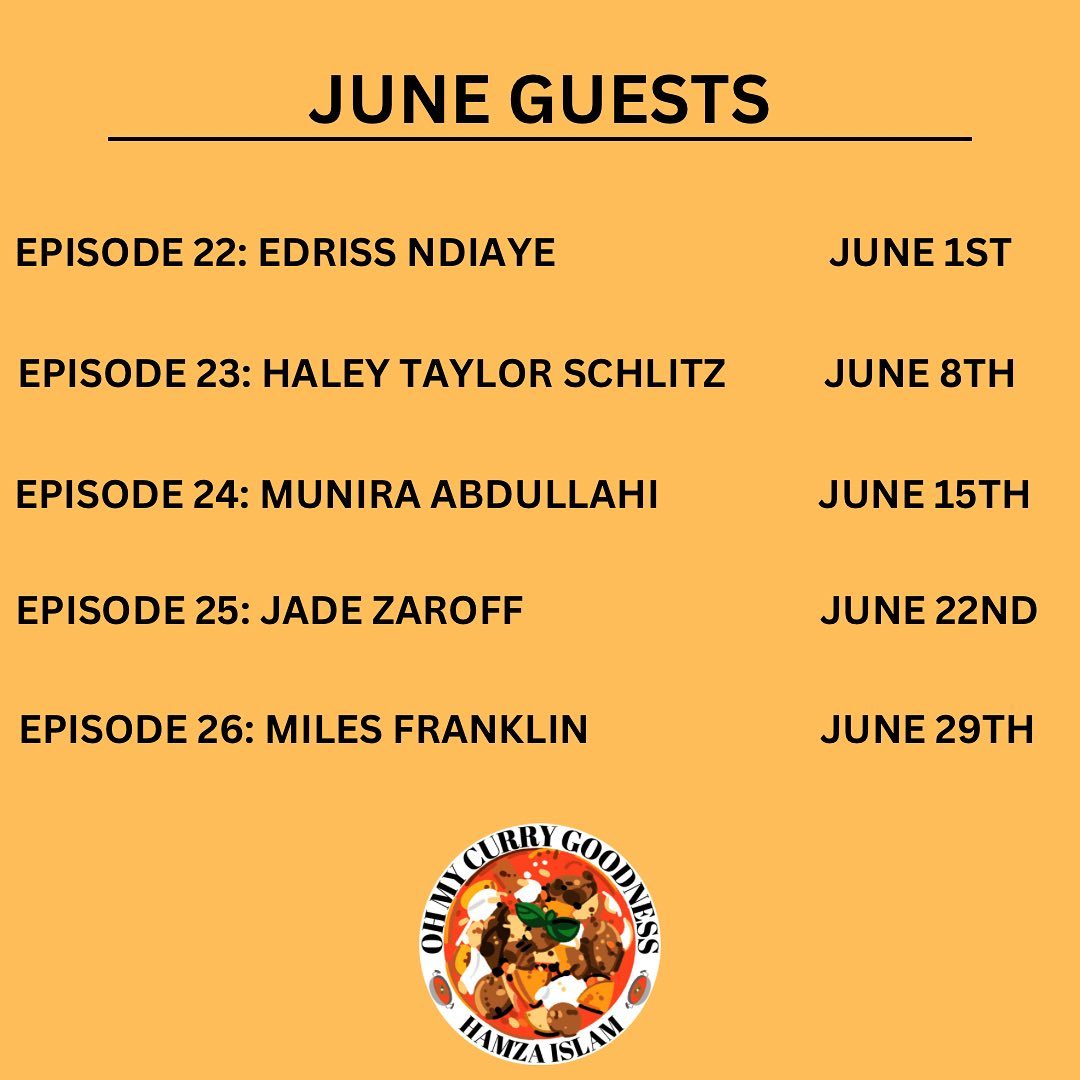 JUNE GUESTS
EPISODE 22: EDRISS NDIAYE JUNE 1ST
EPISODE 23: HALEY TAYLOR SCHLITZ JUNE 8TH
EPISODE 24: MUNIRA ABDULLAHI JUNE 15TH
EPISODE 25: JADE ZAROFF JUNE 22ND
EPISODE 26: MILES FRANKLIN JUNE 29TH
OH MY CURRY GOODNESS
HAMZA ISLAM